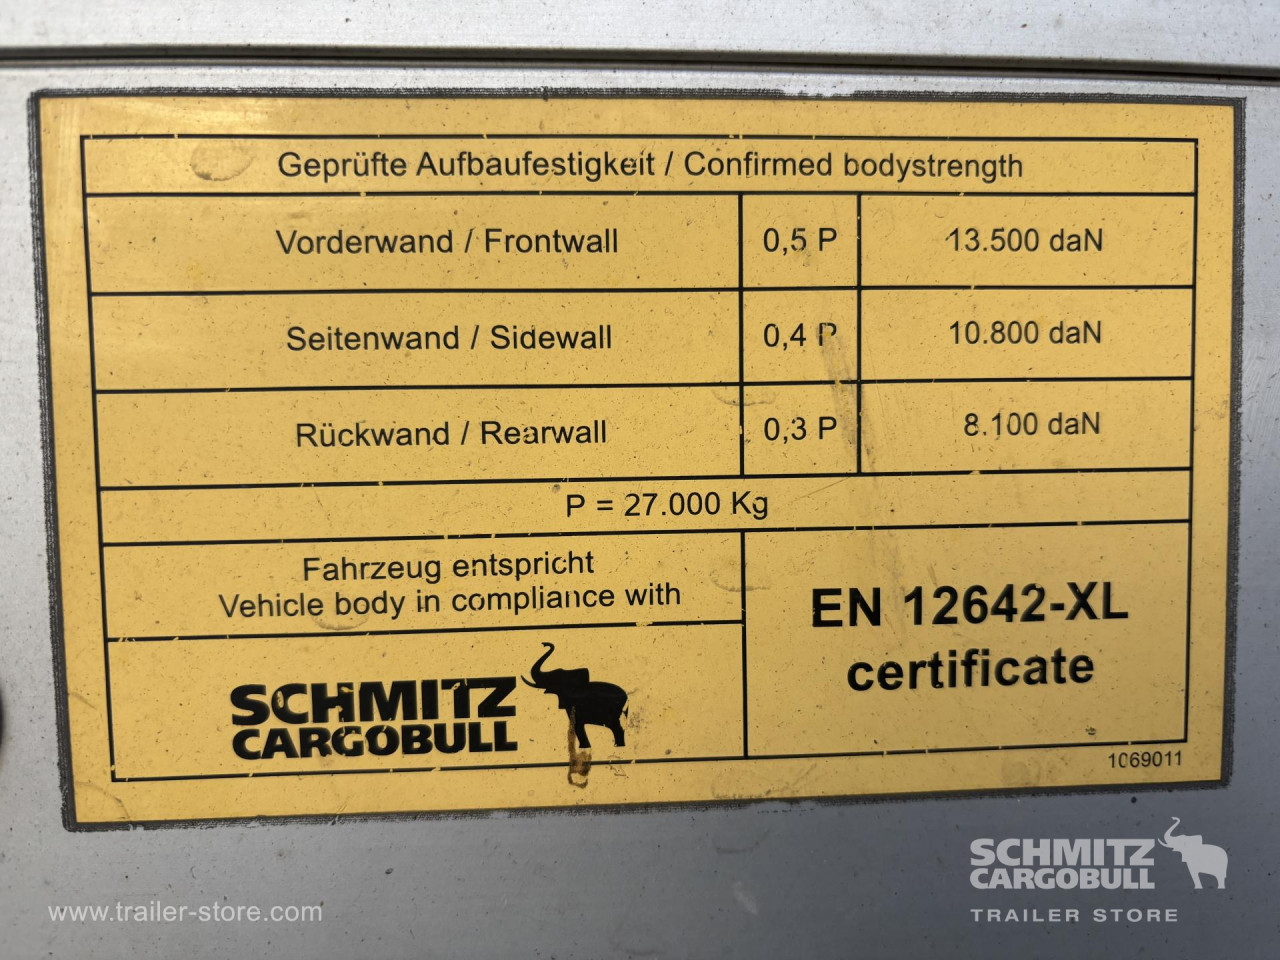 Geprüfte Aufbaufestigkeit / Confirmed bodystrength
Vorderwand / Frontwall 0,5 P 13.500 daN
Seitenwand / Sidewall 0,4 P 10.800 daN
Rückwand / Rearwall 0,3 P 8.100 daN
P = 27.000 Kg
Fahrzeug entspricht
Vehicle body in compliance with
EN 12642-XL
certificate
SCHMITZ
CARGOBULL
1069011
SCHMITZ
CARGOBULL
TRAILER STORE
www.trailer-store.com